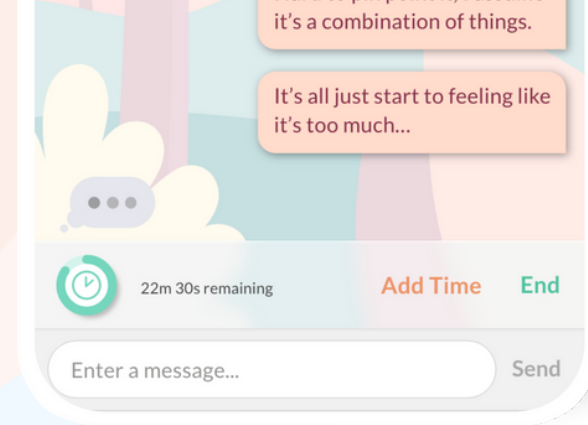 it's a combination of things.
It's all just start to feeling like
it's too much...
22m 30s remaining
Add Time
End
Enter a message...
Send